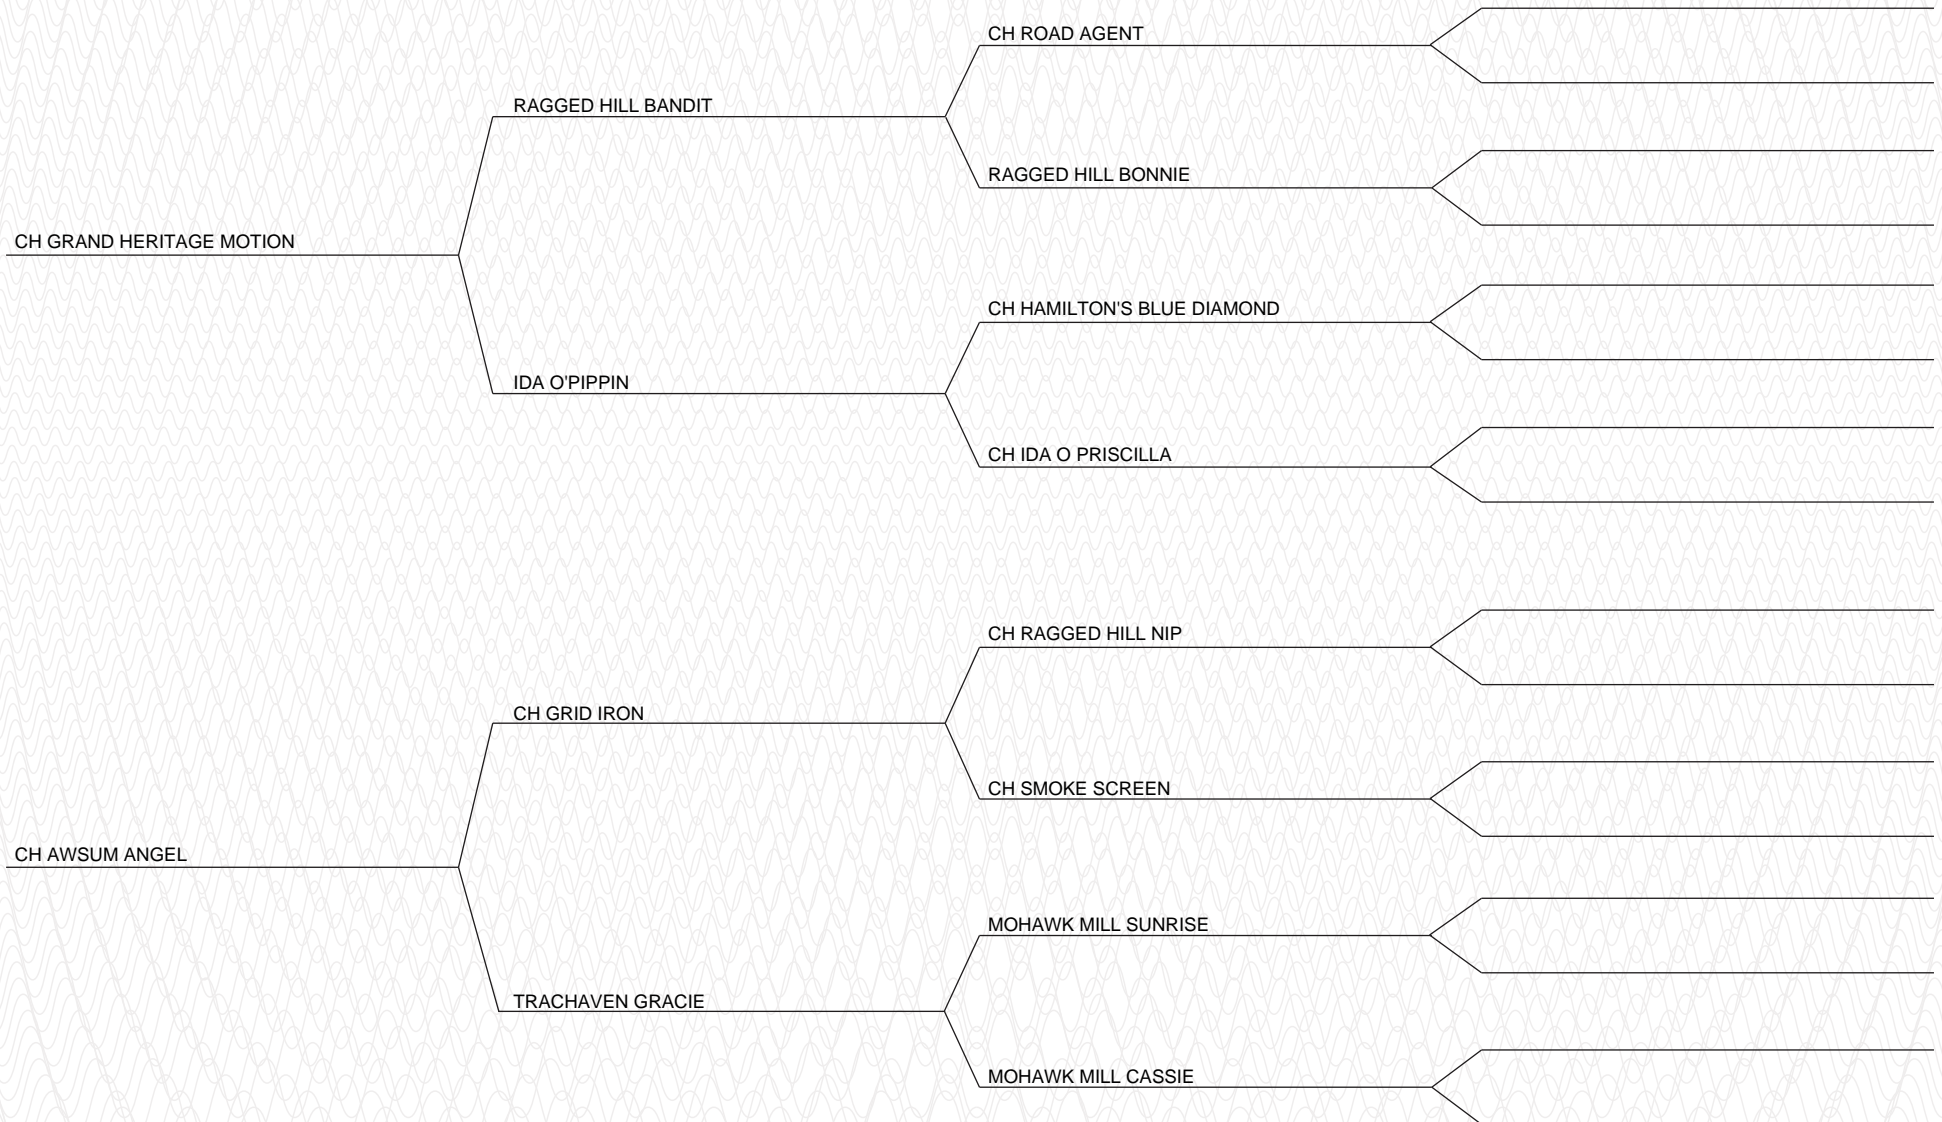 CH ROAD AGENT
RAGGED HILL BANDIT
RAGGED HILL BONNIE
CH GRAND HERITAGE MOTION
CH HAMILTON'S BLUE DIAMOND
IDA O'PIPPIN
CH IDA O PRISCILLA
CH RAGGED HILL NIP
CH GRID IRON
CH SMOKE SCREEN
CH AWSUM ANGEL
MOHAWK MILL SUNRISE
TRACHAVEN GRACIE
MOHAWK MILL CASSIE